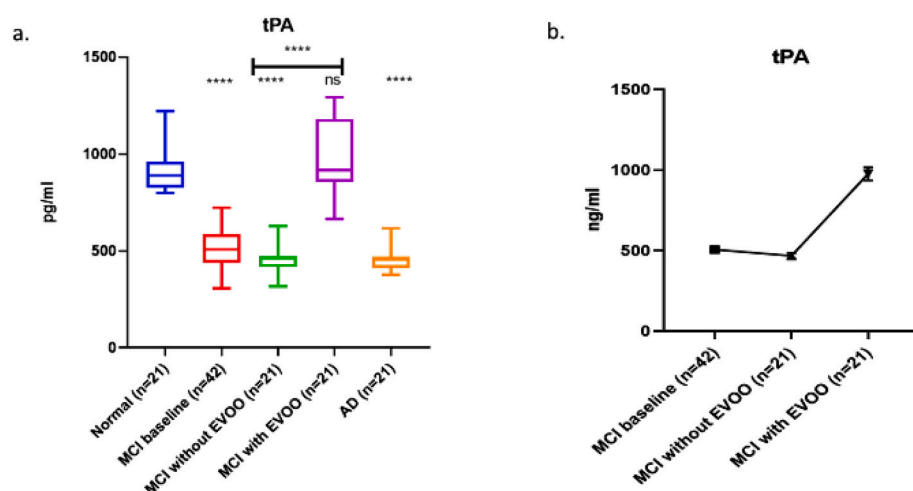 a.
tPA
****
1500
****
****
ns
****
1000
pg/ml
500
0
Normal (n=21)
MCI baseline (n=42)
MCI without EVOO (n=21)
MCI with EVOO (n=21)
AD (n=21)
b.
tPA
1500
1000
ng/ml
500
0
MCI baseline (n=42)
MCI without EVOO (n=21)
MCI with EVOO (n=21)